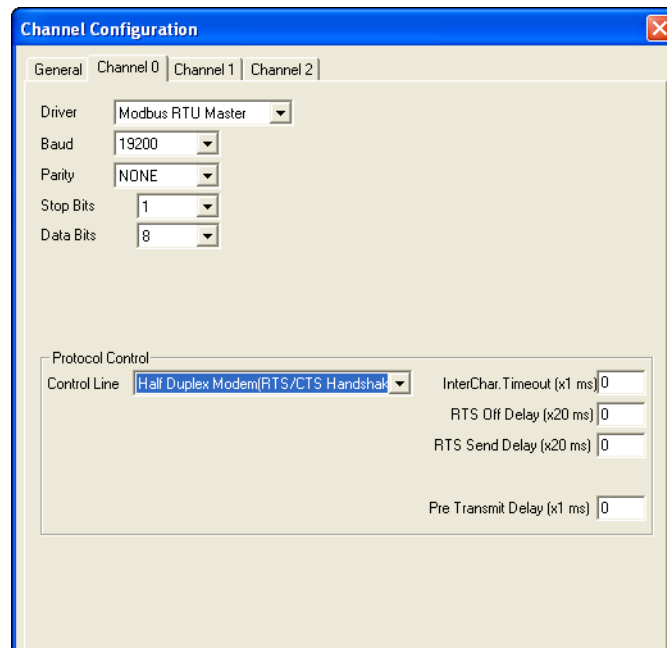 Channel Configuration
General Channel 0 Channel 1 Channel 2
Driver Modbus RTU Master
Baud 19200
Parity NONE
Stop Bits 1
Data Bits 8
Protocol Control
Control Line Half Duplex Modem(RTS/CTS Handshak
InterChar.Timeout (x1 ms) 0
RTS Off Delay (x20 ms) 0
RTS Send Delay (x20 ms) 0
Pre Transmit Delay (x1 ms) 0